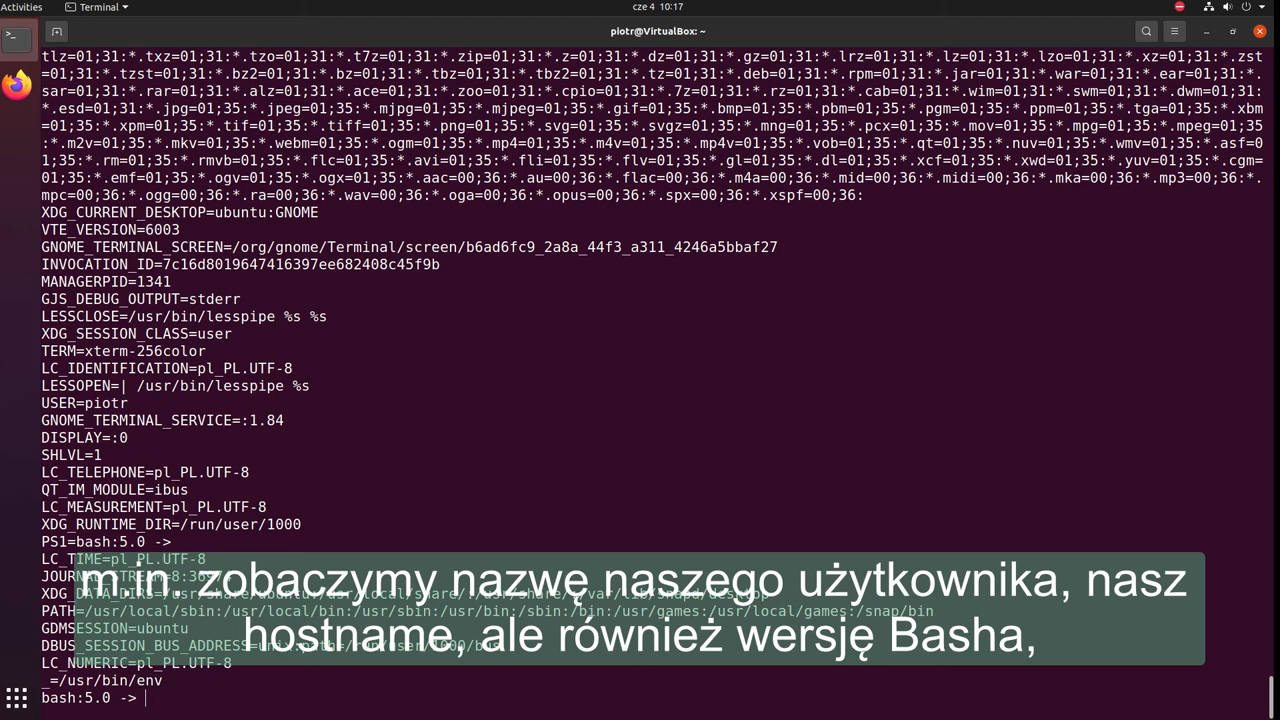 Activities
Terminal
cze 4 10:17
piotr@VirtualBox: ~
tlz=01;31:*.txz=01;31:*.tzo=01;31:*.t7z=01;31:*.zip=01;31:*.z=01;31:*.dz=01;31:*.gz=01;31:*.lrz=01;31:*.lz=01;31:*.lzo=01;31:*.xz=01;31:*.zst
=01;31:*.tzst=01;31:*.bz2=01;31:*.bz=01;31:*.tbz=01;31:*.tbz2=01;31:*.tz=01;31:*.deb=01;31:*.rpm=01;31:*.jar=01;31:*.war=01;31:*.ear=01;31:*.
sar=01;31:*.rar=01;31:*.alz=01;31:*.ace=01;31:*.zoo=01;31:*.cpio=01;31:*.7z=01;31:*.rz=01;31:*.cab=01;31:*.wim=01;31:*.swm=01;31:*.dwm=01;31:
*.esd=01;31:*.jpg=01;35:*.jpeg=01;35:*.mjpg=01;35:*.mjpeg=01;35:*.gif=01;35:*.bmp=01;35:*.pbm=01;35:*.pgm=01;35:*.ppm=01;35:*.tga=01;35:*.xbm
=01;35:*.xpm=01;35:*.tif=01;35:*.tiff=01;35:*.png=01;35:*.svg=01;35:*.svgz=01;35:*.mng=01;35:*.pcx=01;35:*.mov=01;35:*.mpg=01;35:*.mpeg=01;35
:*.m2v=01;35:*.mkv=01;35:*.webm=01;35:*.ogm=01;35:*.mp4=01;35:*.m4v=01;35:*.mp4v=01;35:*.vob=01;35:*.qt=01;35:*.nuv=01;35:*.wmv=01;35:*.asf=0
1;35:*.rm=01;35:*.rmvb=01;35:*.flc=01;35:*.avi=01;35:*.fli=01;35:*.flv=01;35:*.gl=01;35:*.dl=01;35:*.xcf=01;35:*.xwd=01;35:*.yuv=01;35:*.cgm=
01;35:*.emf=01;35:*.ogv=01;35:*.ogx=01;35:*.aac=00;36:*.au=00;36:*.flac=00;36:*.m4a=00;36:*.mid=00;36:*.midi=00;36:*.mka=00;36:*.mp3=00;36:*.
mpc=00;36:*.ogg=00;36:*.ra=00;36:*.wav=00;36:*.oga=00;36:*.opus=00;36:*.spx=00;36:*.xspf=00;36:
XDG_CURRENT_DESKTOP=ubuntu:GNOME
VTE_VERSION=6003
GNOME_TERMINAL_SCREEN=/org/gnome/Terminal/screen/b6ad6fc9_2a8a_44f3_a311_4246a5bbaf27
INVOCATION_ID=7c16d8019647416397ee682408c45f9b
MANAGERPID=1341
GJS_DEBUG_OUTPUT=stderr
LESSCLOSE=/usr/bin/lesspipe %s %s
XDG_SESSION_CLASS=user
TERM=xterm-256color
LC_IDENTIFICATION=pl_PL.UTF-8
LESSOPEN=| /usr/bin/lesspipe %s
USER=piotr
GNOME_TERMINAL_SERVICE=:1.84
DISPLAY=:0
SHLVL=1
LC_TELEPHONE=pl_PL.UTF-8
QT_IM_MODULE=ibus
LC_MEASUREMENT=pl_PL.UTF-8
XDG_RUNTIME_DIR=/run/user/1000
PS1=bash:5.0 ->
LC_TIME=pl_PL.UTF-8
m.in. zobaczymy nazwę naszego użytkownika, nasz
PATH=/usr/local/sbin:/usr/local/bin:/usr/sbin:/usr/bin:/sbin:/bin:/usr/games:/usr/local/games:/snap/bin
GDMSESSION=ubuntu
hostname, ale również wersję Basha,
DBUS_SESSION_BUS_ADDRESS=unix:path=/run/user/1000/bus
LC_NUMERIC=pl_PL.UTF-8
_=/usr/bin/env
bash:5.0 ->